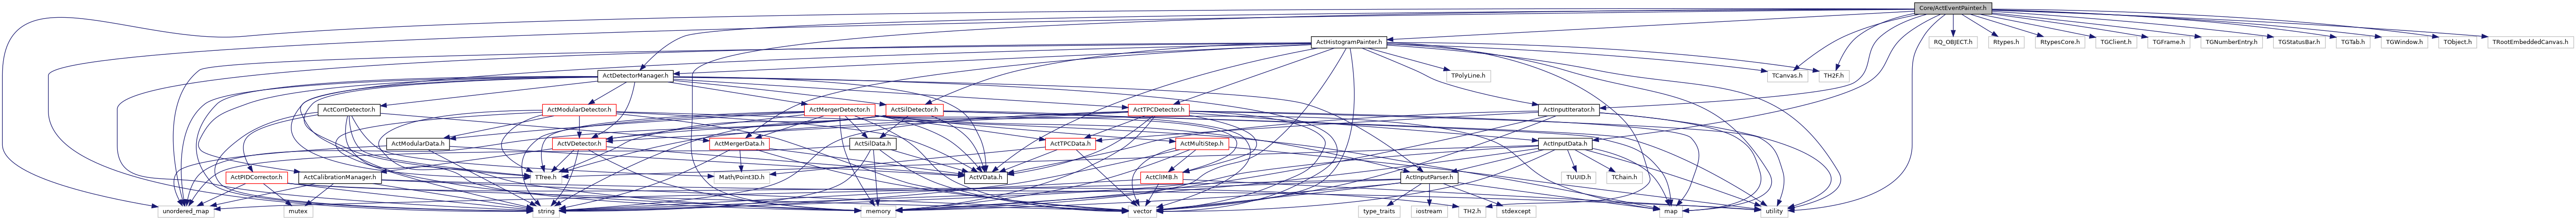 Core/ActEventPainter.h
ActHistogramPainter.h
RQ_OBJECT.h
Rtypes.h
RtypesCore.h
TGClient.h
TGFrame.h
TGNumberEntry.h
TGStatusBar.h
TGTab.h
TGWindow.h
TObject.h
TRootEmbeddedCanvas.h
ActDetectorManager.h
TPolyLine.h
TCanvas.h
TH2F.h
ActCorrDetector.h
ActModularDetector.h
ActMergerDetector.h
ActSilDetector.h
ActTPCDetector.h
ActInputIterator.h
ActModularData.h
ActVDetector.h
ActMergerData.h
ActSilData.h
ActTPCData.h
ActMultiStep.h
ActInputData.h
ActPIDCorrector.h
ActCalibrationManager.h
TTree.h
Math/Point3D.h
ActVData.h
ActCliMB.h
ActInputParser.h
TUUID.h
TChain.h
unordered_map
mutex
string
memory
vector
type_traits
iostream
TH2.h
stdexcept
map
utility